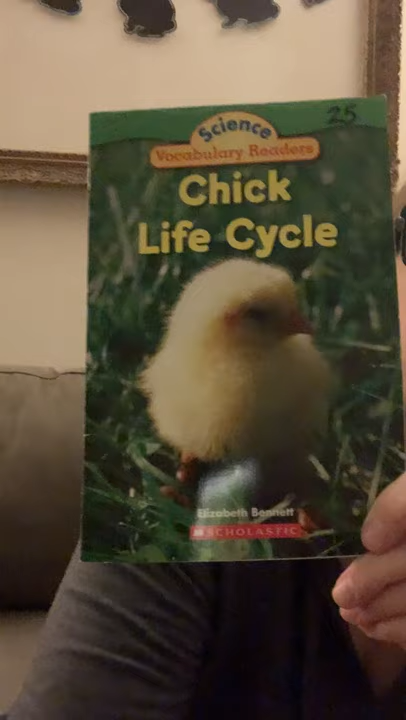 25
Science
Vocabulary Readers
Chick
Life Cycle
Elizabeth Bennett
SCHOLASTIC